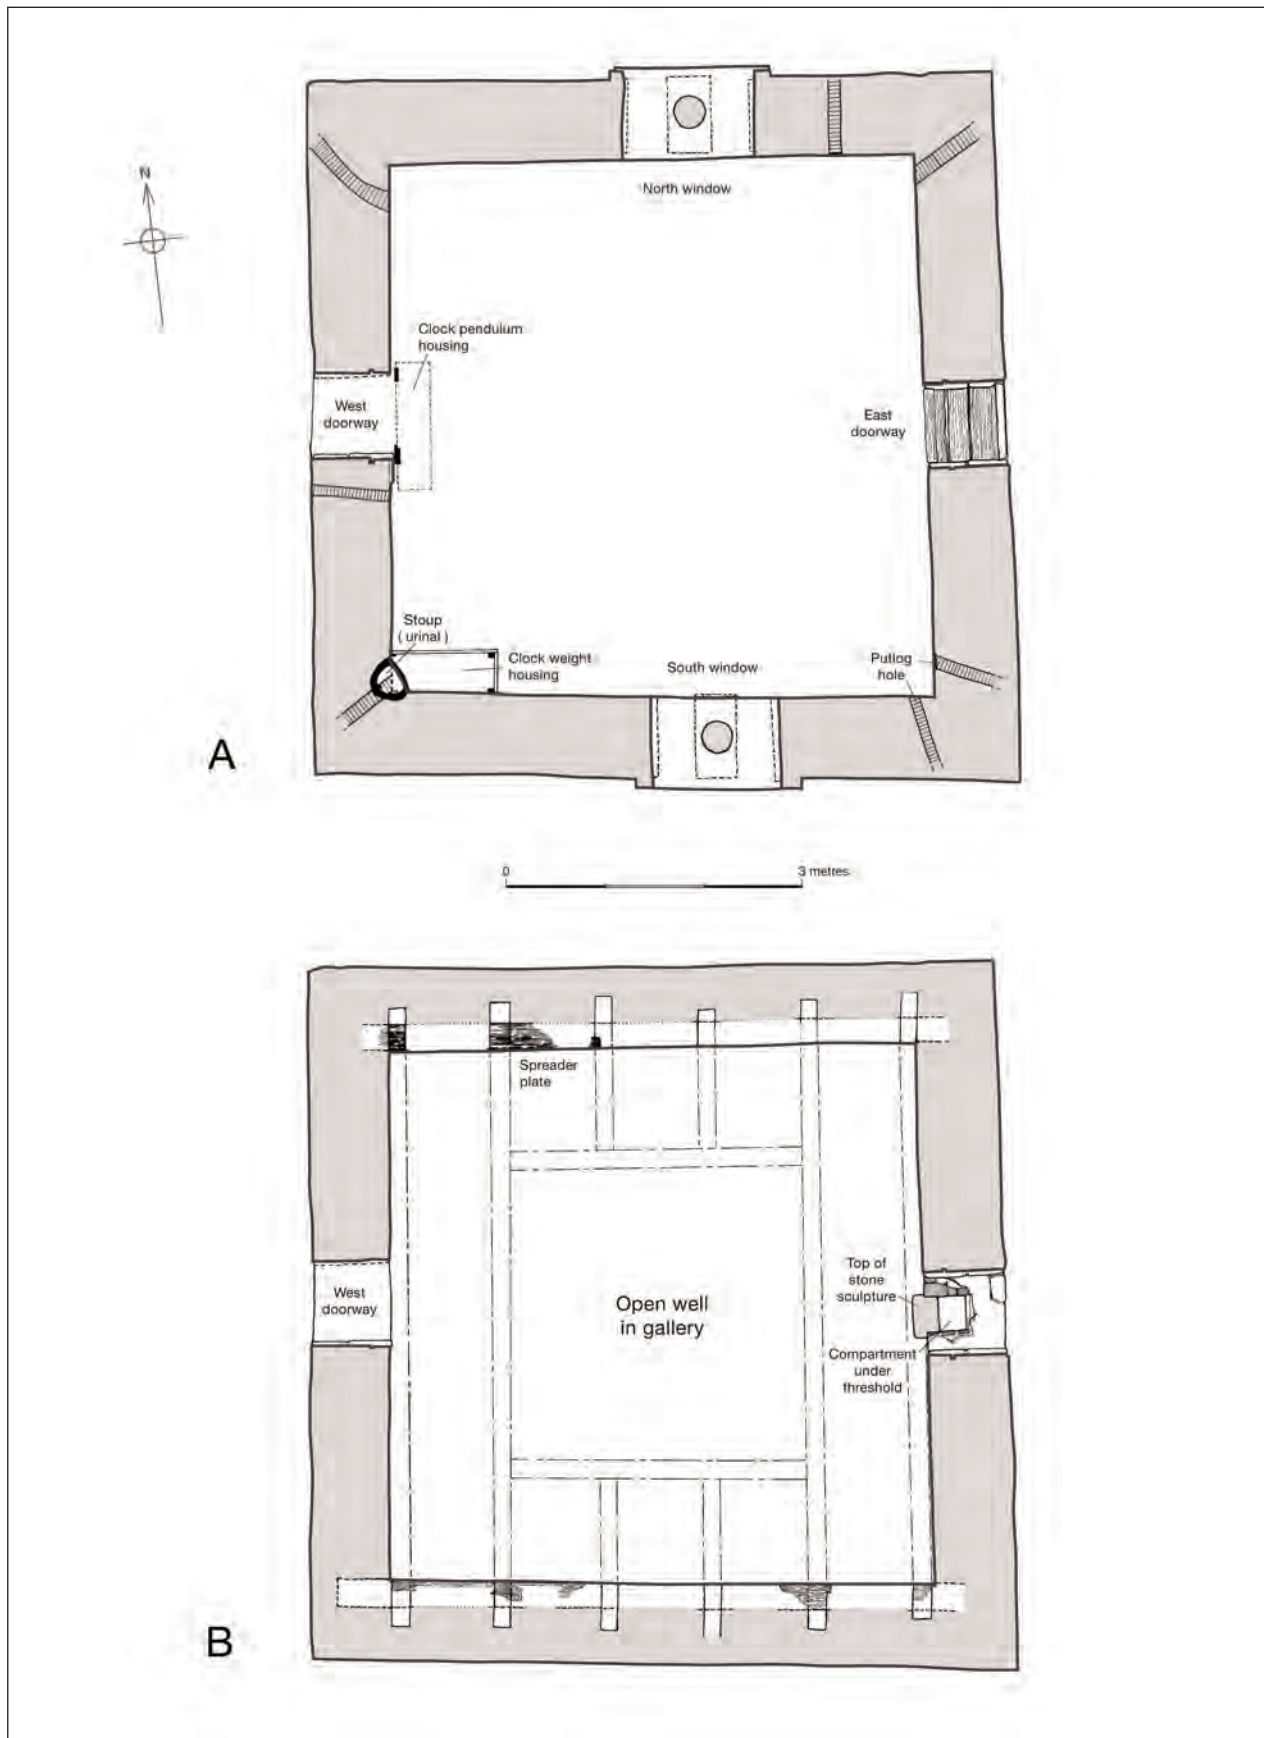 N
North window
Clock pendulum
housing
West
doorway
East
doorway
Stoup
( urinal )
Clock weight
housing
South window
Putlog
hole
A
0
3 metres
Spreader
plate
Top of
stone
sculpture
West
doorway
Open well
in gallery
Compartment
under
threshold
B